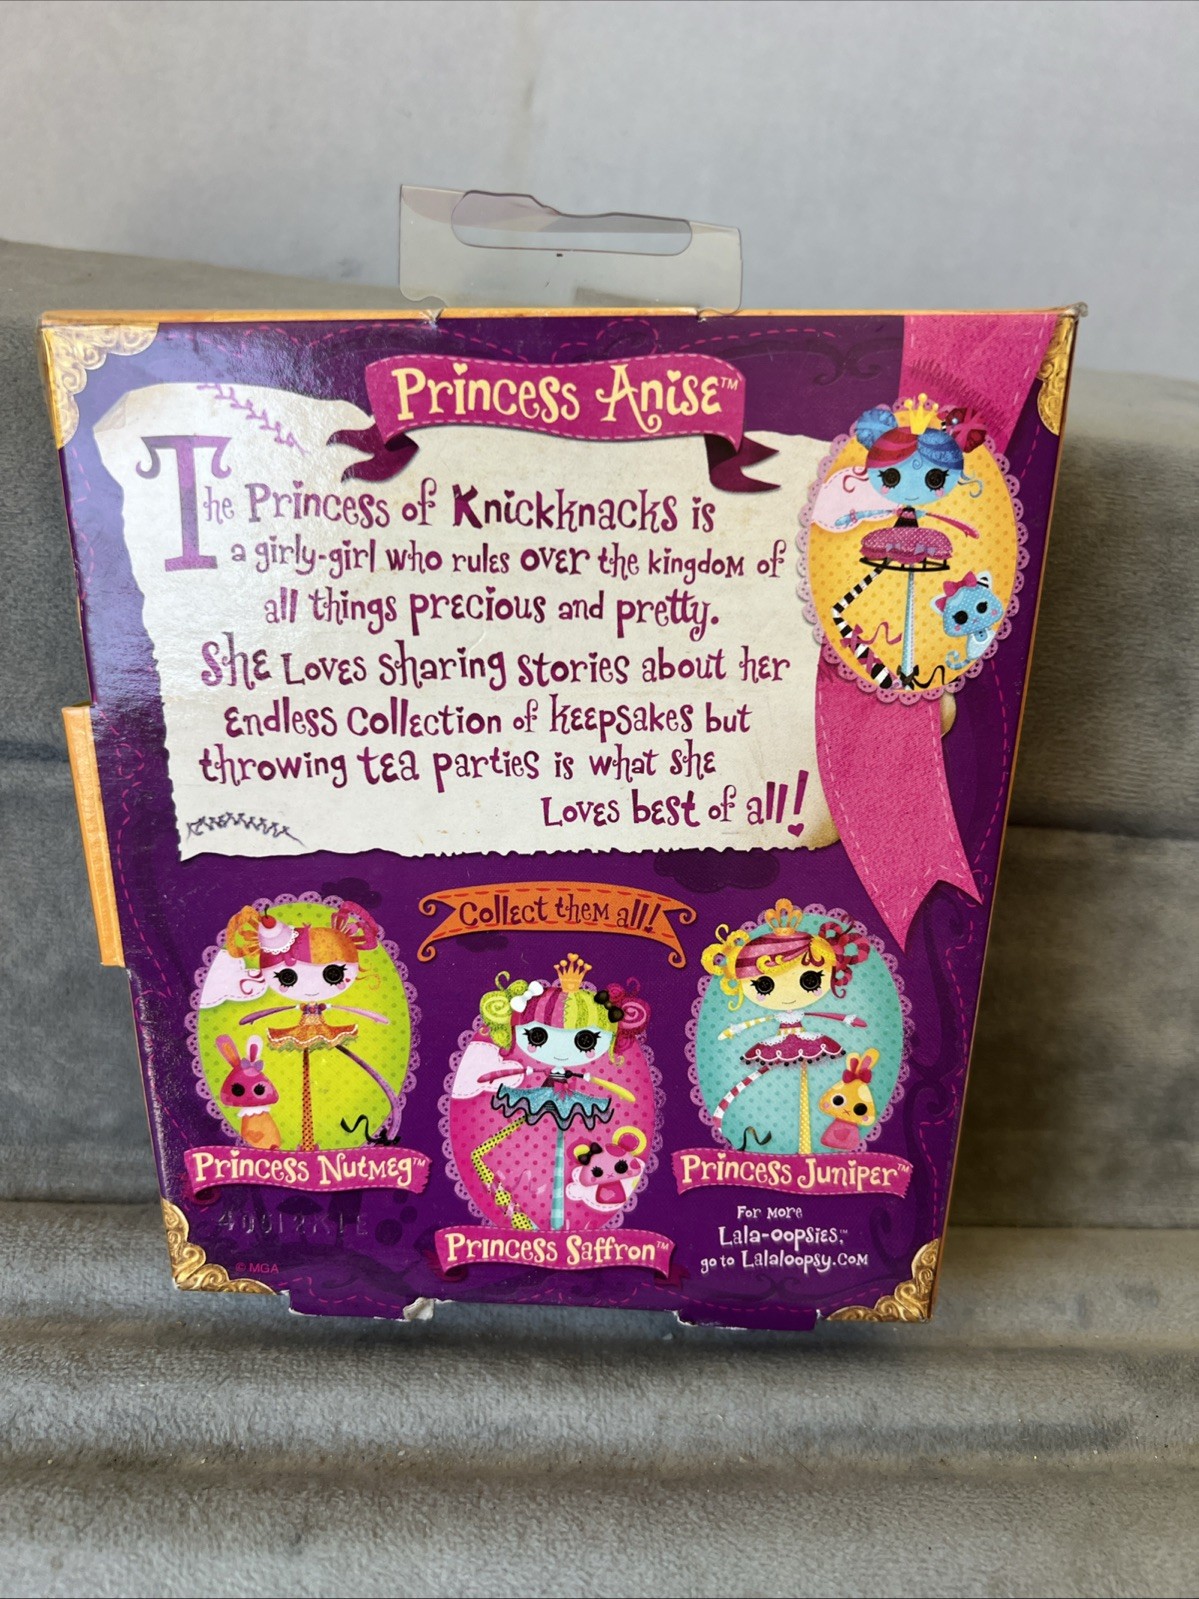 Princess Anise™
The Princess of Knickknacks is
a girly-girl who rules over the kingdom of
all things precious and pretty.
She Loves sharing stories about her
endless collection of keepsakes but
throwing tea parties is what she
Loves best of all!
Collect them all!
Princess Nutmeg™
Princess Saffron™
Princess Juniper™
For more
Lala-oopsies,™
go to Lalaloopsy.com
© MGA